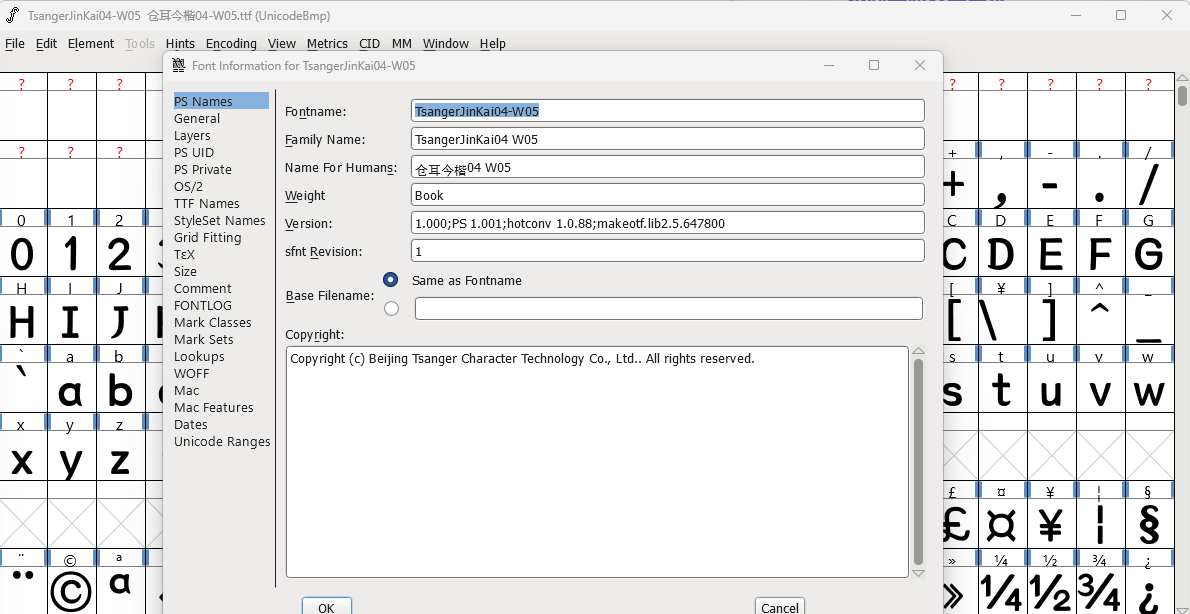 TsangerJinKai04-W05 仓耳今楷04-W05.ttf (UnicodeBmp)
File Edit Element Tools Hints Encoding View Metrics CID MM Window Help
Font Information for TsangerJinKai04-W05
PS Names
General
Layers
PS UID
PS Private
OS/2
TTF Names
StyleSet Names
Grid Fitting
TεX
Size
Comment
FONTLOG
Mark Classes
Mark Sets
Lookups
WOFF
Mac
Mac Features
Dates
Unicode Ranges
Fontname: TsangerJinKai04-W05
Family Name: TsangerJinKai04 W05
Name For Humans: 仓耳今楷04 W05
Weight Book
Version: 1.000;PS 1.001;hotconv 1.0.88;makeotf.lib2.5.647800
sfnt Revision: 1
Base Filename: Same as Fontname
Copyright:
Copyright (c) Beijing Tsanger Character Technology Co., Ltd.. All rights reserved.
OK Cancel
? ? ? ? ? ? ? ?
? ? ?
+ , - . /
+ , - . /
0 1 2 C D E F G
0 1 2 C D E F G
H I J [ ¥ ] ^ _
H I J [ \ ] ^ _
` a b s t u v w
` a b s t u v w
x y z
x y z
£ ¤ ¥ ¦ §
£ ¤ ¥ ¦ §
¨ © ª » ¼ ½ ¾ ¿
¨ © ª » ¼ ½ ¾ ¿